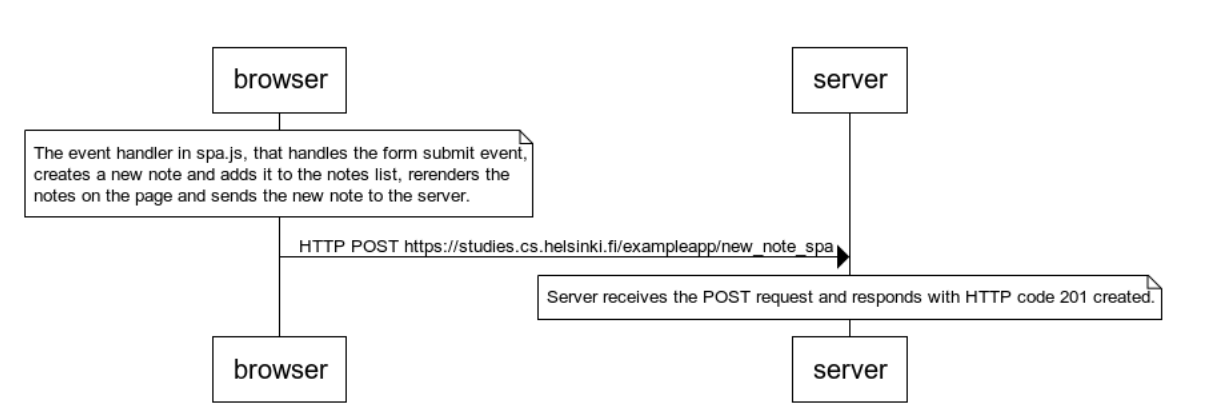 browser
server
The event handler in spa.js, that handles the form submit event,
creates a new note and adds it to the notes list, rerenders the
notes on the page and sends the new note to the server.
HTTP POST https://studies.cs.helsinki.fi/exampleapp/new_note_spa
Server receives the POST request and responds with HTTP code 201 created.
browser
server